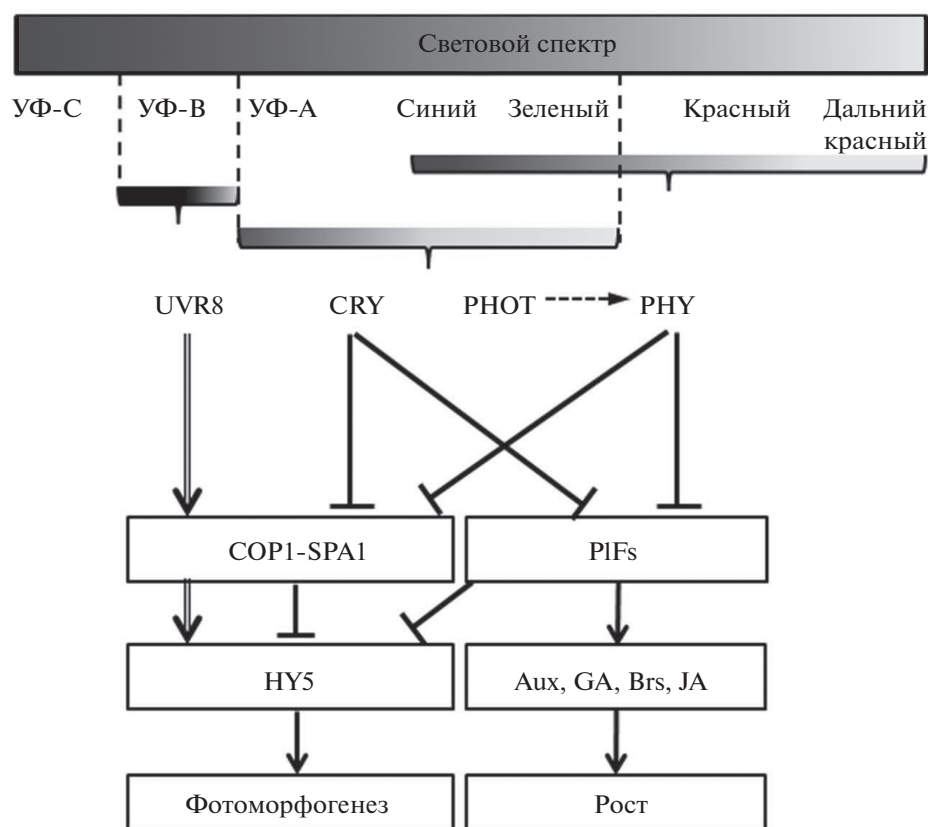 Световой спектр
УФ-С УФ-В УФ-А Синий Зеленый Красный Дальний
красный
UVR8 CRY PHOT PHY
COP1-SPA1 PIFs
HY5 Aux, GA, Brs, JA
Фотоморфогенез Рост